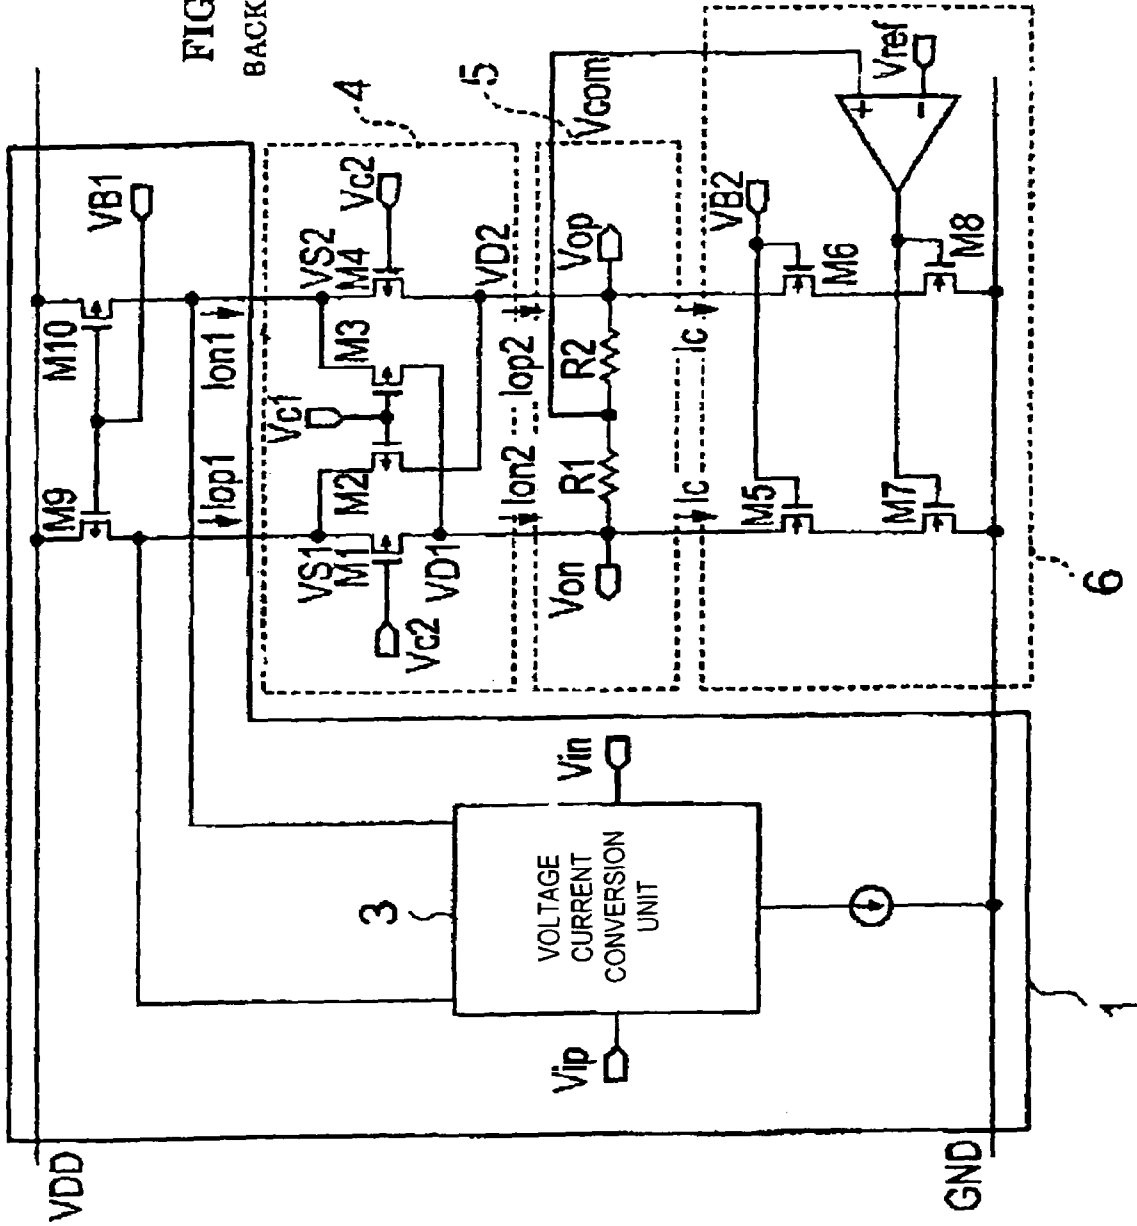 FIG
BACK
VDD
M9
M10
VB1
Iop1
Ion1
VS1
VS2
M1
M2
M3
M4
Vc1
Vc2
Vc2
4
VD1
VD2
Ion2
Iop2
5
Von
R1
R2
Vop
Vcom
Ic
Ic
VB2
M5
M6
M7
M8
+
-
Vref
6
3
VOLTAGE
CURRENT
CONVERSION
UNIT
Vip
Vin
GND
1